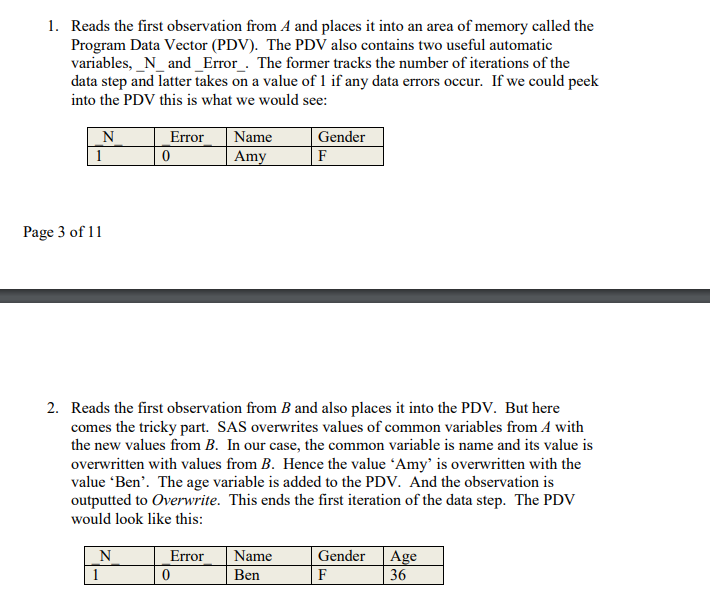 1. Reads the first observation from A and places it into an area of memory called the
Program Data Vector (PDV). The PDV also contains two useful automatic
variables, _N_ and _Error_. The former tracks the number of iterations of the
data step and latter takes on a value of 1 if any data errors occur. If we could peek
into the PDV this is what we would see:
_N_ _Error_ Name Gender
1 0 Amy F
Page 3 of 11
2. Reads the first observation from B and also places it into the PDV. But here
comes the tricky part. SAS overwrites values of common variables from A with
the new values from B. In our case, the common variable is name and its value is
overwritten with values from B. Hence the value ‘Amy’ is overwritten with the
value ‘Ben’. The age variable is added to the PDV. And the observation is
outputted to Overwrite. This ends the first iteration of the data step. The PDV
would look like this:
_N_ _Error_ Name Gender Age
1 0 Ben F 36